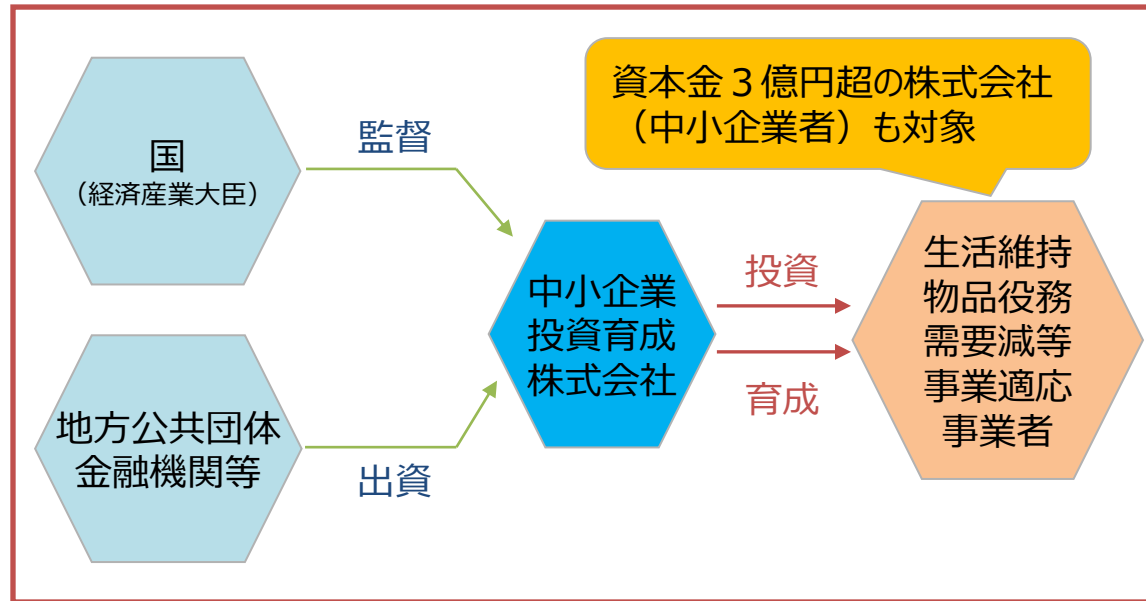 資本金３億円超の株式会社
（中小企業者）も対象
国
（経済産業大臣）
監督
地方公共団体
金融機関等
出資
中小企業
投資育成
株式会社
投資
育成
生活維持
物品役務
需要減等
事業適応
事業者